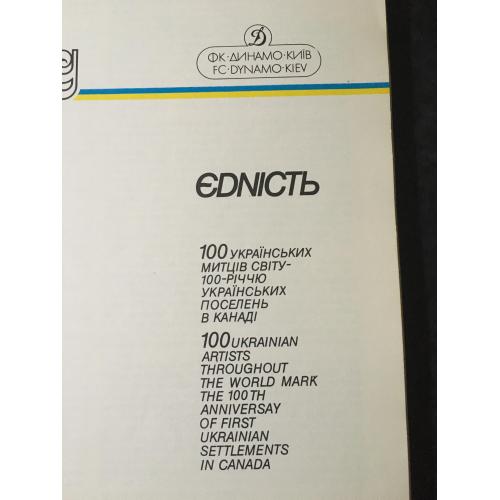 ФК·ДИНАМО·КИЇВ
FC·DYNAMO·KIEV
ЄDNІСТЬ
100 УКРАЇНСЬКИХ
МИТЦІВ СВІТУ-
100-РІЧЧЮ
УКРАЇНСЬКИХ
ПОСЕЛЕНЬ
В КАНАДІ
100 UKRAINIAN
ARTISTS
THROUGHOUT
THE WORLD MARK
THE 100TH
ANNIVERSAY
OF FIRST
UKRAINIAN
SETTLEMENTS
IN CANADA